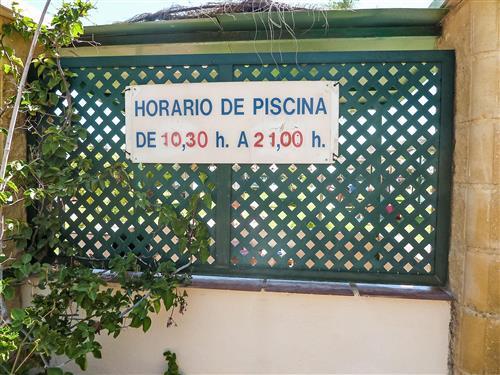 HORARIO DE PISCINA
DE 10,30 h. A 21,00 h.